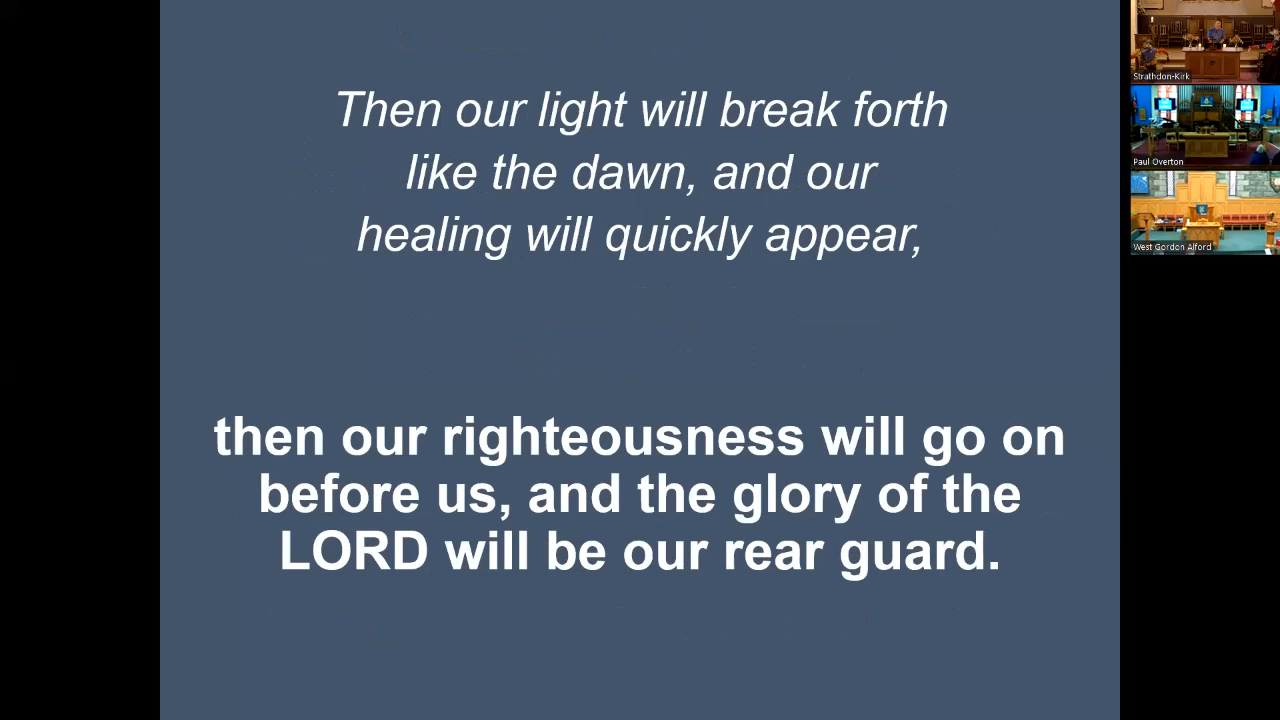 Then our light will break forth
like the dawn, and our
healing will quickly appear,
then our righteousness will go on
before us, and the glory of the
LORD will be our rear guard.
Strathdon-Kirk
Paul Overton
West Gordon Alford